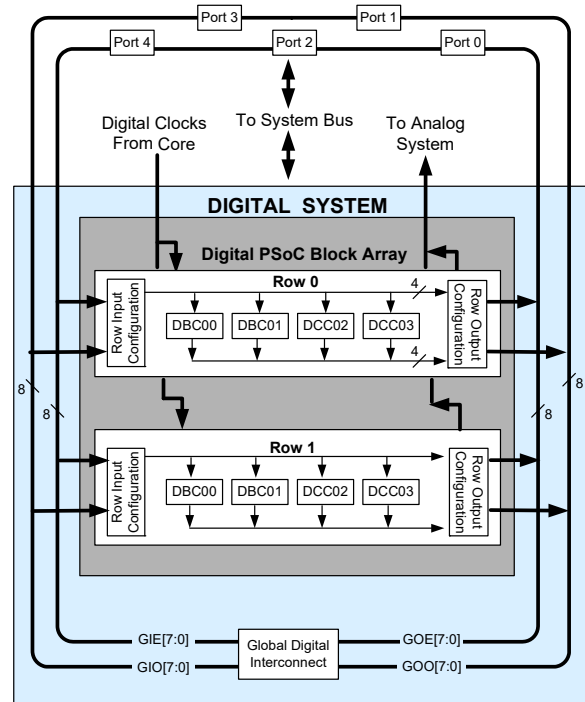 Port 3
Port 1
Port 4
Port 2
Port 0
Digital Clocks
From Core
To System Bus
To Analog
System
DIGITAL SYSTEM
Digital PSoC Block Array
Row 0
4
Row Input
Configuration
DBC00
DBC01
DCC02
DCC03
4
Row Output
Configuration
8
8
8
8
Row 1
Row Input
Configuration
DBC00
DBC01
DCC02
DCC03
Row Output
Configuration
GIE[7:0]
GIO[7:0]
Global Digital
Interconnect
GOE[7:0]
GOO[7:0]